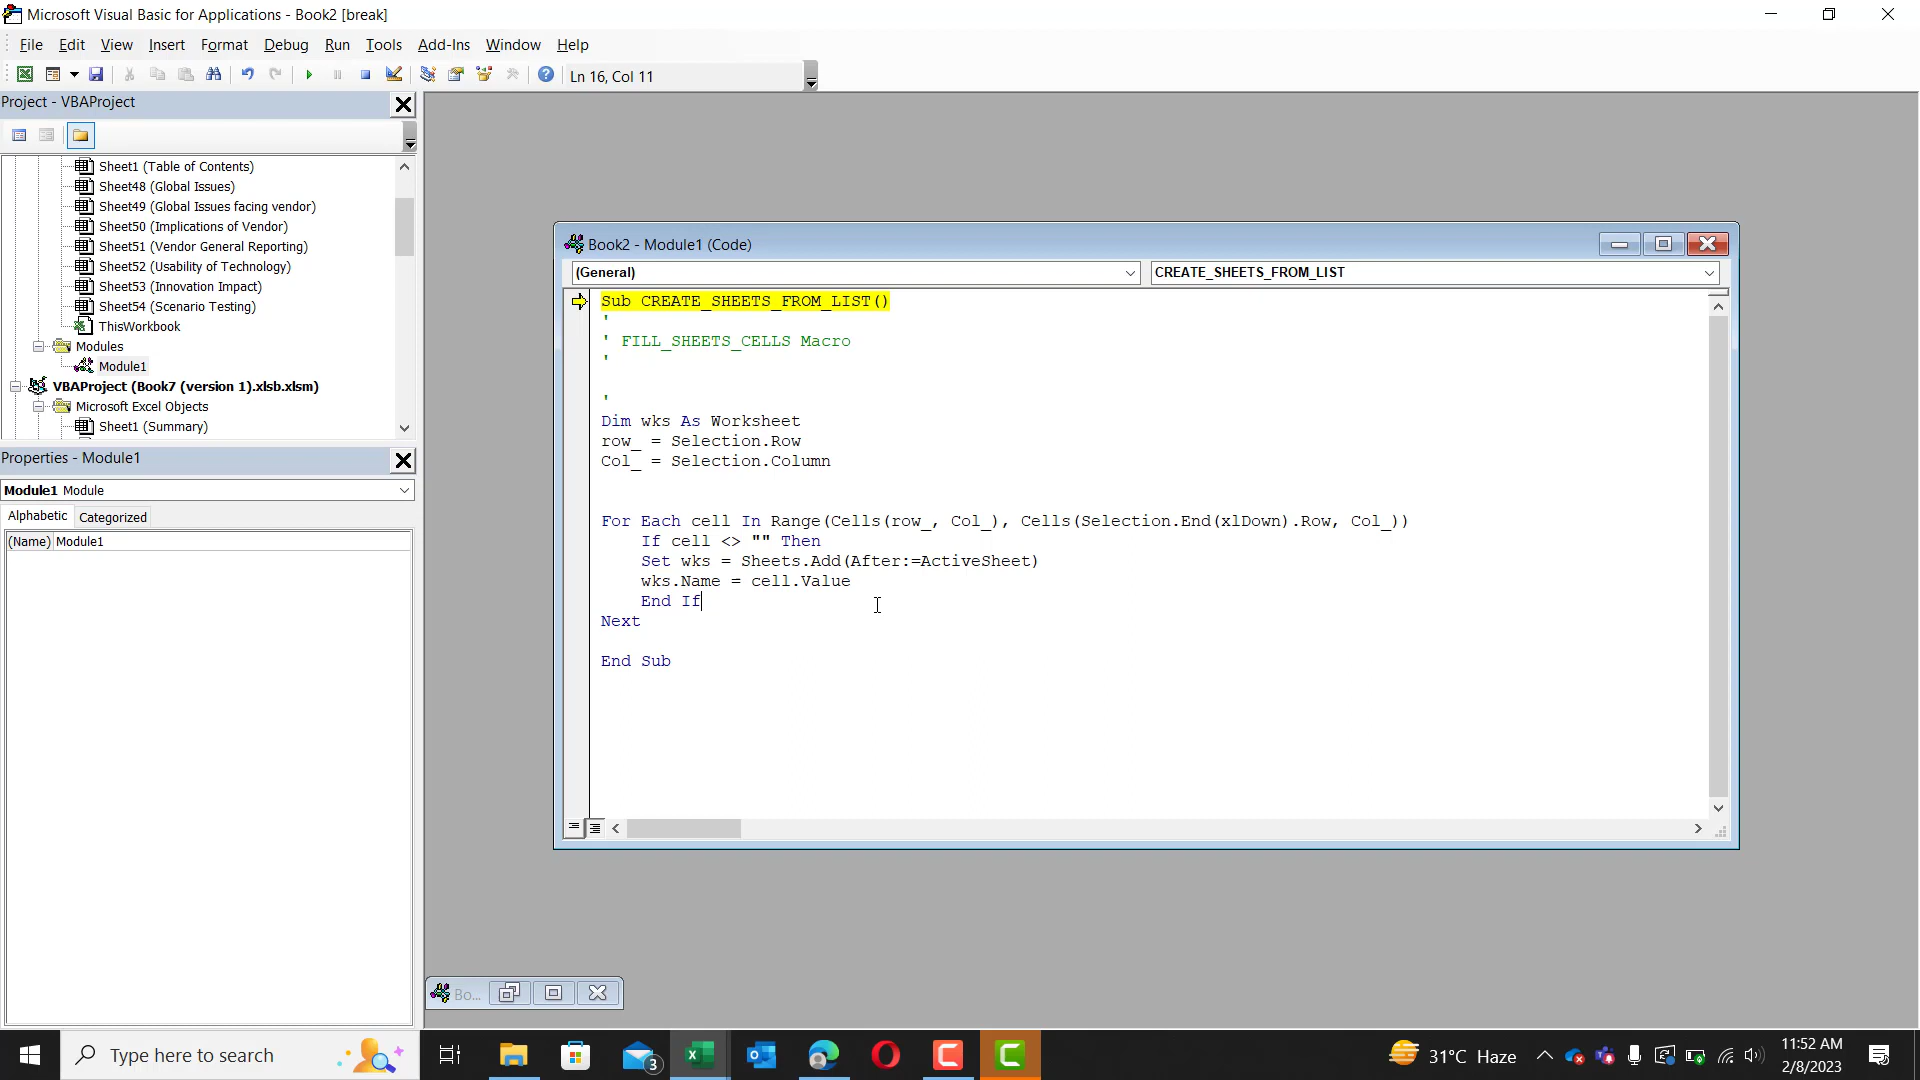 Microsoft Visual Basic for Applications - Book2 [break]
File Edit View Insert Format Debug Run Tools Add-Ins Window Help
Ln 16, Col 11
Project - VBAProject
Sheet1 (Table of Contents)
Sheet48 (Global Issues)
Sheet49 (Global Issues facing vendor)
Sheet50 (Implications of Vendor)
Sheet51 (Vendor General Reporting)
Sheet52 (Usability of Technology)
Sheet53 (Innovation Impact)
Sheet54 (Scenario Testing)
ThisWorkbook
Modules
Module1
VBAProject (Book7 (version 1).xlsb.xlsm)
Microsoft Excel Objects
Sheet1 (Summary)
Properties - Module1
Module1 Module
Alphabetic Categorized
(Name) Module1
Book2 - Module1 (Code)
(General) CREATE_SHEETS_FROM_LIST
Sub CREATE_SHEETS_FROM_LIST()
'
' FILL_SHEETS_CELLS Macro
'
'
Dim wks As Worksheet
row_ = Selection.Row
Col_ = Selection.Column
For Each cell In Range(Cells(row_, Col_), Cells(Selection.End(xlDown).Row, Col_))
If cell <> "" Then
Set wks = Sheets.Add(After:=ActiveSheet)
wks.Name = cell.Value
End If
Next
End Sub
Bo...
Type here to search
3
31°C Haze
11:52 AM
2/8/2023